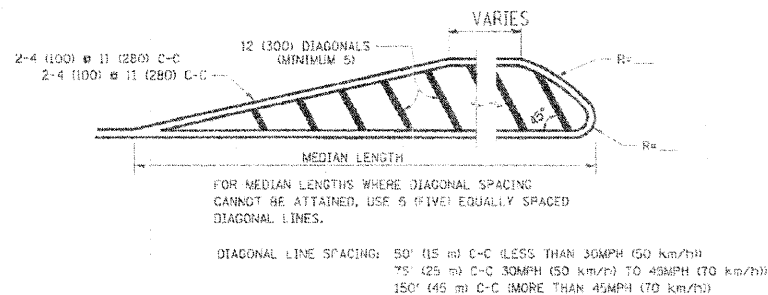 VARIES
2-4 (100) @ 11 (280) C-C
2-4 (100) @ 11 (280) C-C
12 (300) DIAGONALS
(MINIMUM 5)
R=
45°
R=
MEDIAN LENGTH
FOR MEDIAN LENGTHS WHERE DIAGONAL SPACING
CANNOT BE ATTAINED, USE 5 (FIVE) EQUALLY SPACED
DIAGONAL LINES.
DIAGONAL LINE SPACING: 50' (15 m) C-C (LESS THAN 30MPH (50 km/h))
75' (25 m) C-C 30MPH (50 km/h) TO 45MPH (70 km/h))
150' (45 m) C-C (MORE THAN 45MPH (70 km/h))